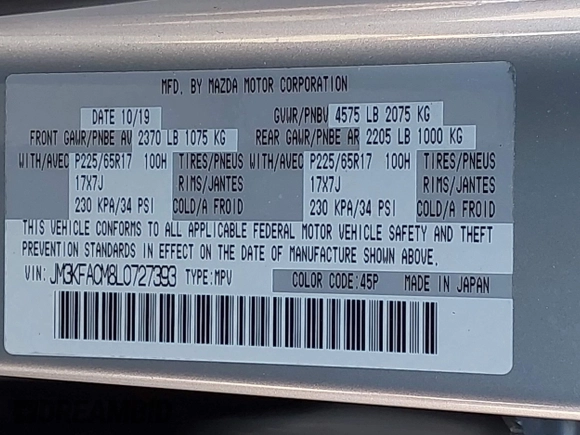 MFD. BY MAZDA MOTOR CORPORATION
DATE 10/19 GVWR/PNBV 4575 LB 2075 KG
FRONT GAWR/PNBE AV 2370 LB 1075 KG REAR GAWR/PNBE AR 2205 LB 1000 KG
WITH/AVEC P225/65R17 100H TIRES/PNEUS WITH/AVEC P225/65R17 100H TIRES/PNEUS
17X7J RIMS/JANTES 17X7J RIMS/JANTES
230 KPA/34 PSI COLD/A FROID 230 KPA/34 PSI COLD/A FROID
THIS VEHICLE CONFORMS TO ALL APPLICABLE FEDERAL MOTOR VEHICLE SAFETY AND THEFT
PREVENTION STANDARDS IN EFFECT ON THE DATE OF MANUFACTURE SHOWN ABOVE.
VIN: JM3KFACM8L0727393 TYPE:MPV COLOR CODE:45P MADE IN JAPAN
DREAMBID